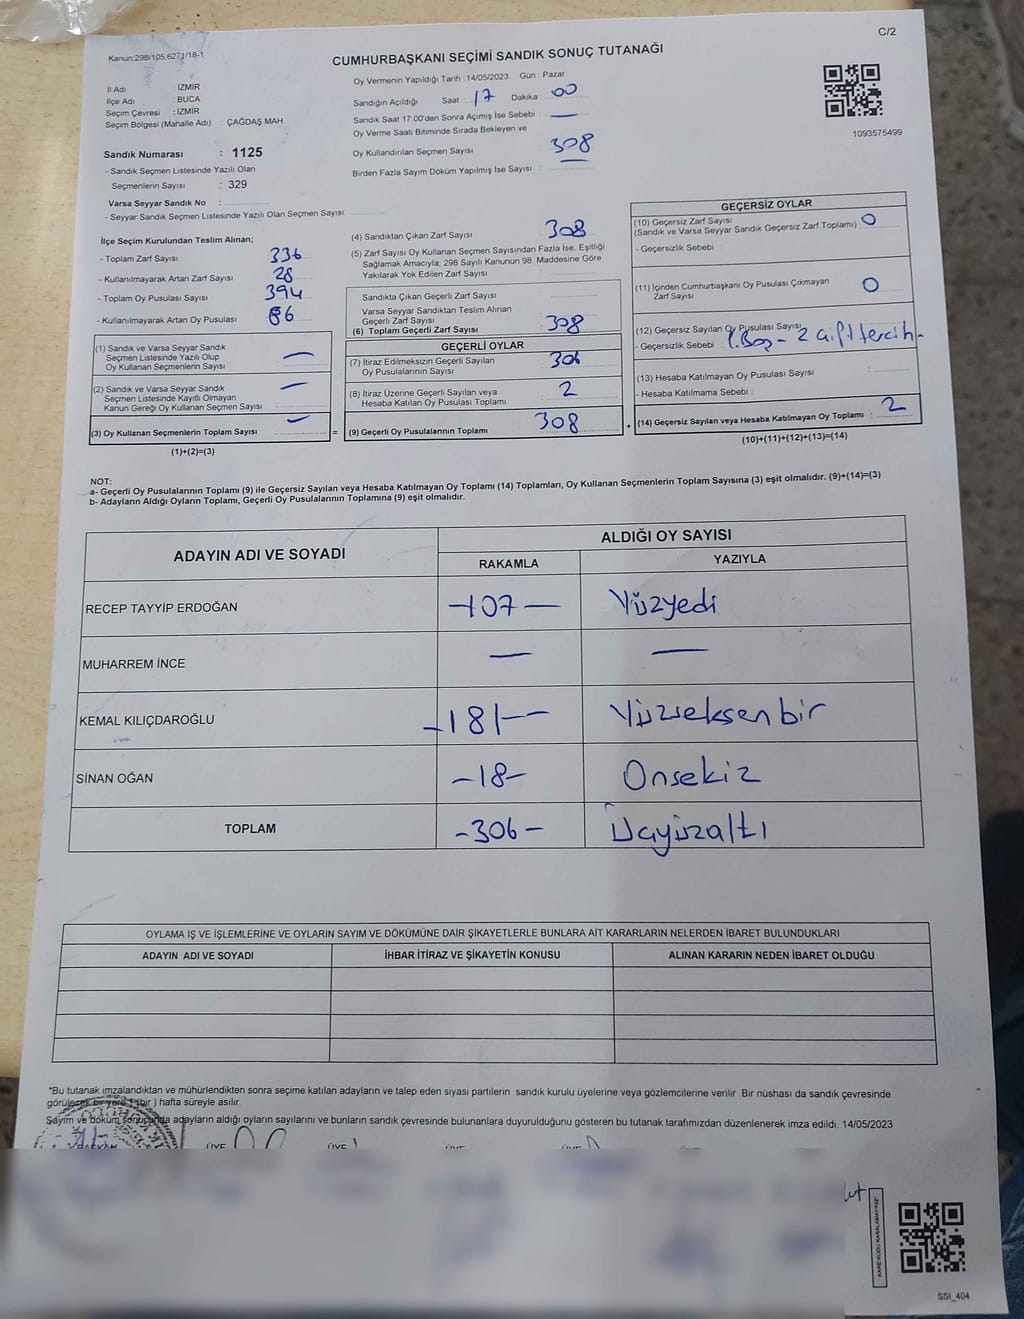 C/2
Kanun:298/105;6271/18-1
CUMHURBAŞKANI SEÇİMİ SANDIK SONUÇ TUTANAĞI
İl Adı : İZMİR
İlçe Adı : BUCA
Seçim Çevresi : İZMİR
Seçim Bölgesi (Mahalle Adı) : ÇAĞDAŞ MAH.
Sandık Numarası : 1125
- Sandık Seçmen Listesinde Yazılı Olan
Seçmenlerin Sayısı : 329
Varsa Seyyar Sandık No :
- Seyyar Sandık Seçmen Listesinde Yazılı Olan Seçmen Sayısı
Oy Vermenin Yapıldığı Tarih : 14/05/2023 Gün : Pazar
Sandığın Açıldığı Saat 17 Dakika 00
Sandık Saat 17.00'den Sonra Açımış İse Sebebi : —
Oy Verme Saati Bitiminde Sırada Bekleyen ve
Oy Kullandırılan Seçmen Sayısı 308
Birden Fazla Sayım Döküm Yapılmış İse Sayısı :
1093575499
İlçe Seçim Kurulundan Teslim Alınan;
- Toplam Zarf Sayısı 336
- Kullanılmayarak Artan Zarf Sayısı 28
- Toplam Oy Pusulası Sayısı 394
- Kullanılmayarak Artan Oy Pusulası 86
(1) Sandık ve Varsa Seyyar Sandık
Seçmen Listesinde Yazılı Olup
Oy Kullanan Seçmen Sayısı —
(2) Sandık ve Varsa Seyyar Sandık
Seçmen Listesinde Kayıtlı Olmayan
Kanun Gereği Oy Kullanan Seçmen Sayısı —
(3) Oy Kullanan Seçmenlerin Toplam Sayısı — =
(1)+(2)=(3)
(4) Sandıktan Çıkan Zarf Sayısı 308
(5) Zarf Sayısı Oy Kullanan Seçmen Sayısından Fazla İse, Eşitliği
Sağlamak Amacıyla, 298 Sayılı Kanunun 98. Maddesine Göre
Yakılarak Yok Edilen Zarf Sayısı
Sandıkta Çıkan Geçerli Zarf Sayısı
Varsa Seyyar Sandıktan Teslim Alınan
Geçerli Zarf Sayısı
(6) Toplam Geçerli Zarf Sayısı 308
GEÇERLİ OYLAR
(7) İtiraz Edilmeksizin Geçerli Sayılan
Oy Pusulalarının Sayısı 306
(8) İtiraz Üzerine Geçerli Sayılan veya
Hesaba Katılan Oy Pusulası Toplamı 2
(9) Geçerli Oy Pusulalarının Toplamı 308 +
GEÇERSİZ OYLAR
(10) Geçersiz Zarf Sayısı
(Sandık ve Varsa Seyyar Sandık Geçersiz Zarf Toplamı) 0
- Geçersizlik Sebebi :
(11) İçinden Cumhurbaşkanı Oy Pusulası Çıkmayan
Zarf Sayısı 0
(12) Geçersiz Sayılan Oy Pusulası Sayısı
- Geçersizlik Sebebi : 1.Boş - 2 çift tercih-
(13) Hesaba Katılmayan Oy Pusulası Sayısı :
- Hesaba Katılmama Sebebi :
(14) Geçersiz Sayılan veya Hesaba Katılmayan Oy Toplamı : 2
(10)+(11)+(12)+(13)=(14)
NOT:
a- Geçerli Oy Pusulalarının Toplamı (9) ile Geçersiz Sayılan veya Hesaba Katılmayan Oy Toplamı (14) Toplamları, Oy Kullanan Seçmenlerin Toplam Sayısına (3) eşit olmalıdır. (9)+(14)=(3)
b- Adayların Aldığı Oyların Toplamı, Geçerli Oy Pusulalarının Toplamına (9) eşit olmalıdır.
ADAYIN ADI VE SOYADI ALDIĞI OY SAYISI
RAKAMLA YAZIYLA
RECEP TAYYİP ERDOĞAN -107- Yüzyedi
MUHARREM İNCE — —
KEMAL KILIÇDAROĞLU -181-- Yüzseksen bir
SİNAN OĞAN -18- Onsekiz
TOPLAM -306- Üçyüzaltı
OYLAMA İŞ VE İŞLEMLERİNE VE OYLARIN SAYIM VE DÖKÜMÜNE DAİR ŞİKAYETLERLE BUNLARA AİT KARARLARIN NELERDEN İBARET BULUNDUKLARI
ADAYIN ADI VE SOYADI İHBAR İTİRAZ VE ŞİKAYETİN KONUSU ALINAN KARARIN NEDEN İBARET OLDUĞU
*Bu tutanak imzalandıktan ve mühürlendikten sonra seçime katılan adayların ve talep eden siyasi partilerin sandık kurulu üyelerine veya gözlemcilerine verilir. Bir nüshası da sandık çevresinde
görülecek bir yere 1 (bir ) hafta süreyle asılır.
Sayım ve döküm sonucunda adayların aldığı oyların sayılarını ve bunların sandık çevresinde bulunanlara duyurulduğunu gösteren bu tutanak tarafımızdan düzenlenerek imza edildi. 14/05/2023
BAŞKAN ÜYE ÜYE ÜYE ÜYE
KARE KODU KARALAMAYINIZ!
SSI_404